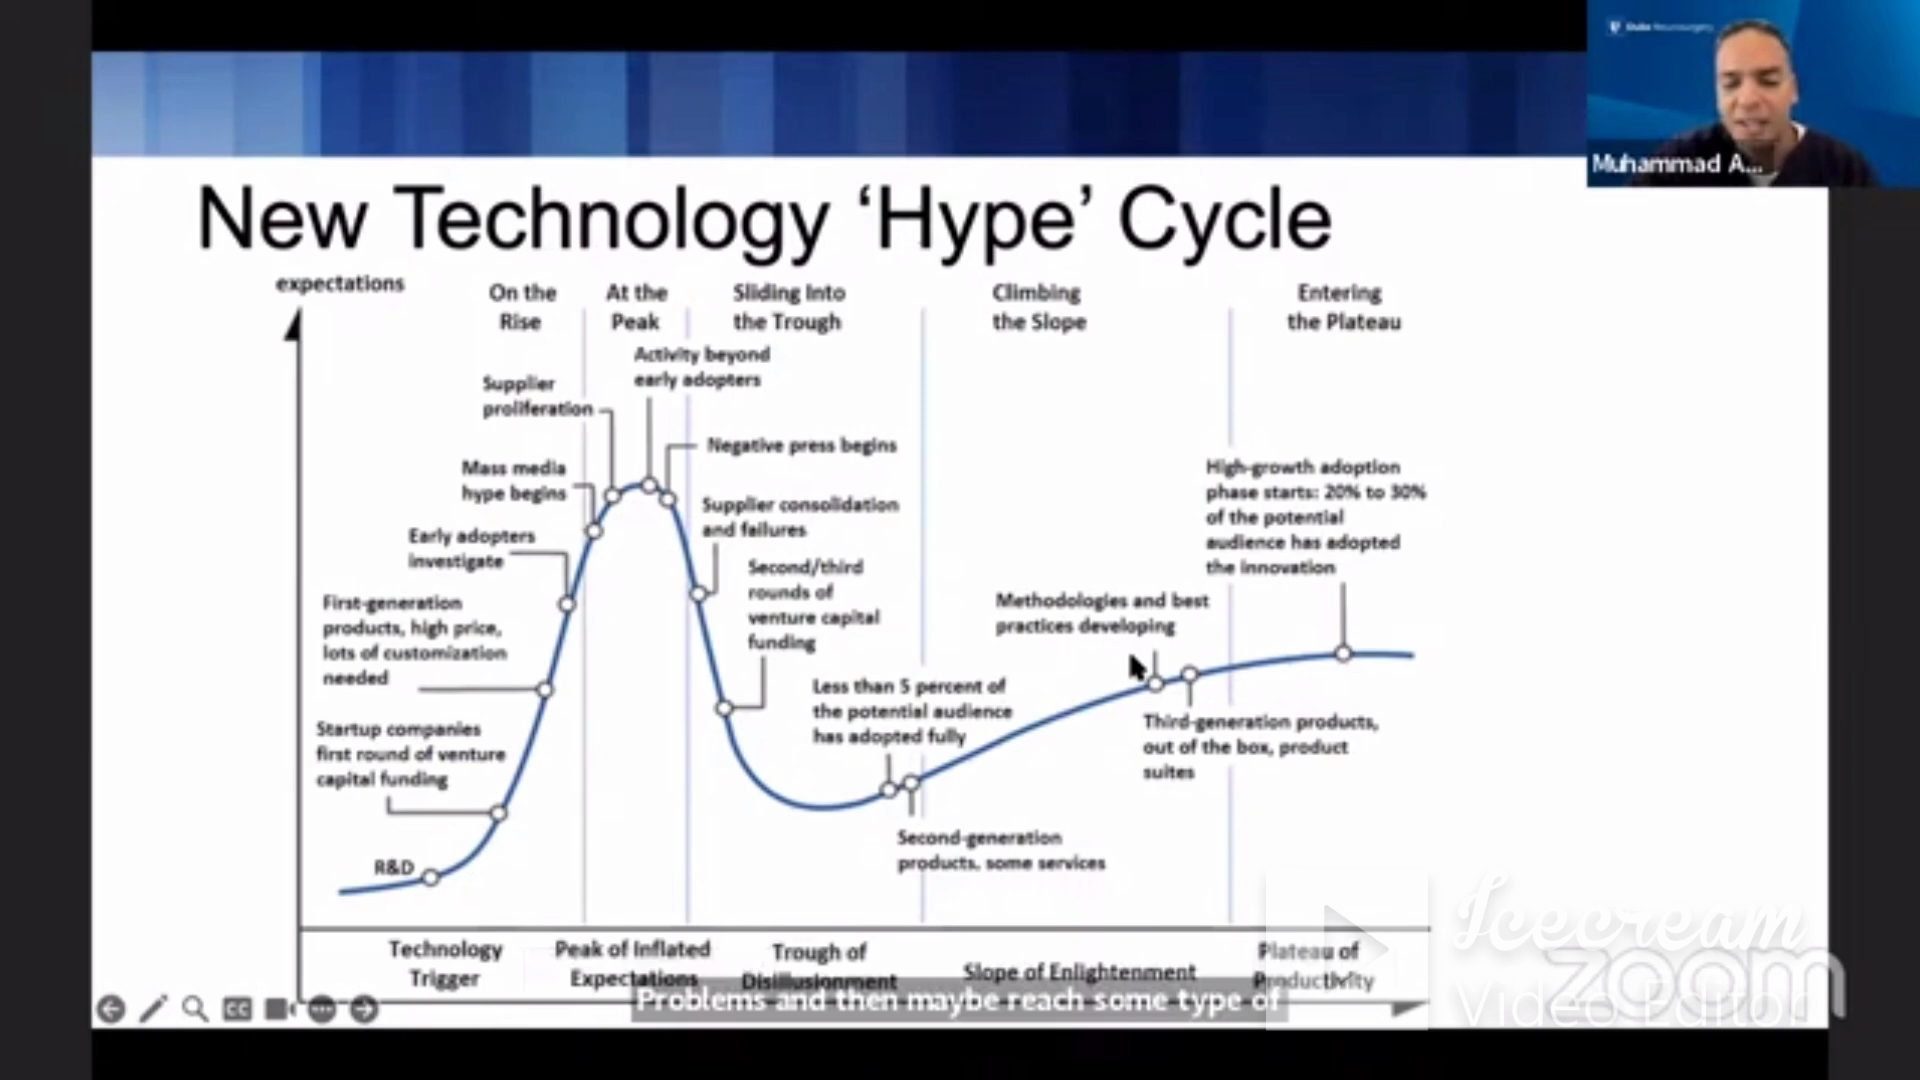 Duke Neurosurgery
Muhammad A...
New Technology ‘Hype’ Cycle
expectations
On the
Rise
At the
Peak
Sliding Into
the Trough
Climbing
the Slope
Entering
the Plateau
Activity beyond
early adopters
Supplier
proliferation
Negative press begins
Mass media
hype begins
High-growth adoption
phase starts: 20% to 30%
of the potential
audience has adopted
the innovation
Supplier consolidation
and failures
Early adopters
investigate
Second/third
rounds of
venture capital
funding
First-generation
products, high price,
lots of customization
needed
Methodologies and best
practices developing
Less than 5 percent of
the potential audience
has adopted fully
Startup companies
first round of venture
capital funding
Third-generation products,
out of the box, product
suites
Second-generation
products, some services
R&D
Technology
Trigger
Peak of Inflated
Expectations
Trough of
Disillusionment
Slope of Enlightenment
Plateau of
Productivity
Problems and then maybe reach some type of
CC
Icecream
Video Editor
zoom